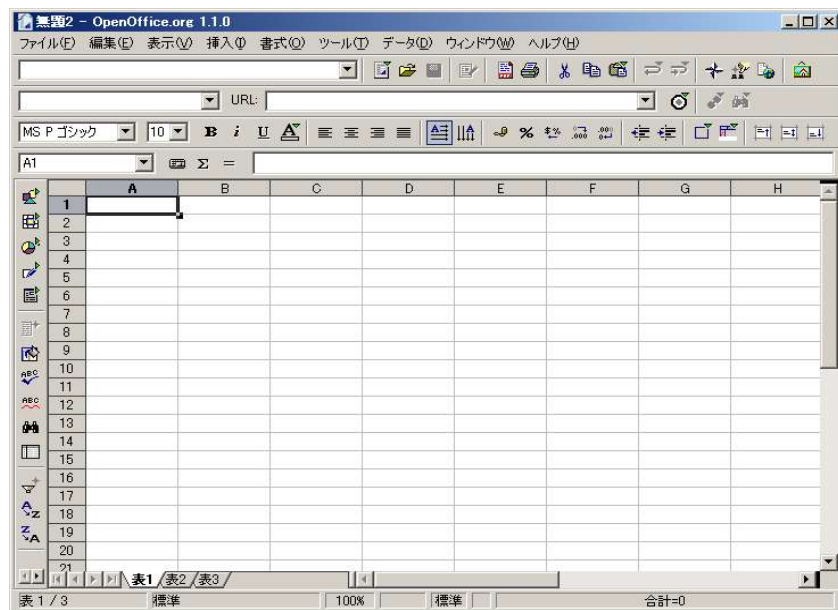 無題2 - OpenOffice.org 1.1.0
ファイル(F) 編集(E) 表示(V) 挿入(I) 書式(O) ツール(T) データ(D) ウィンドウ(W) ヘルプ(H)
URL:
MS P ゴシック 10 B i U A
A1 Σ =
A B C D E F G H
1
2
3
4
5
6
7
8
9
10
11
12
13
14
15
16
17
18
19
20
21
ABC
ABC
A Z
Z A
表1 表2 表3
表 1 / 3 標準 100% 標準 合計=0